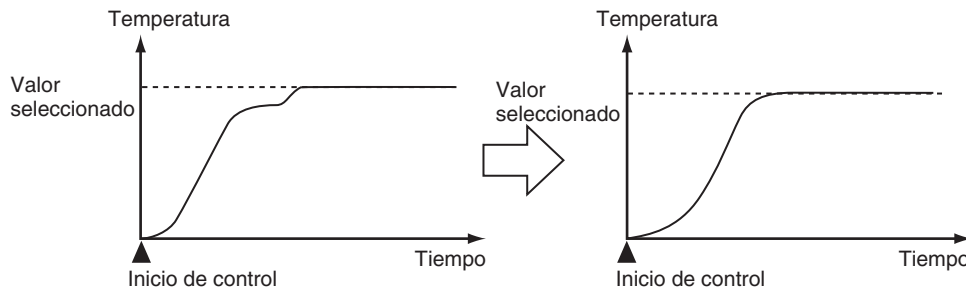 Temperatura
Valor
seleccionado
Tiempo
Inicio de control
Temperatura
Valor
seleccionado
Tiempo
Inicio de control